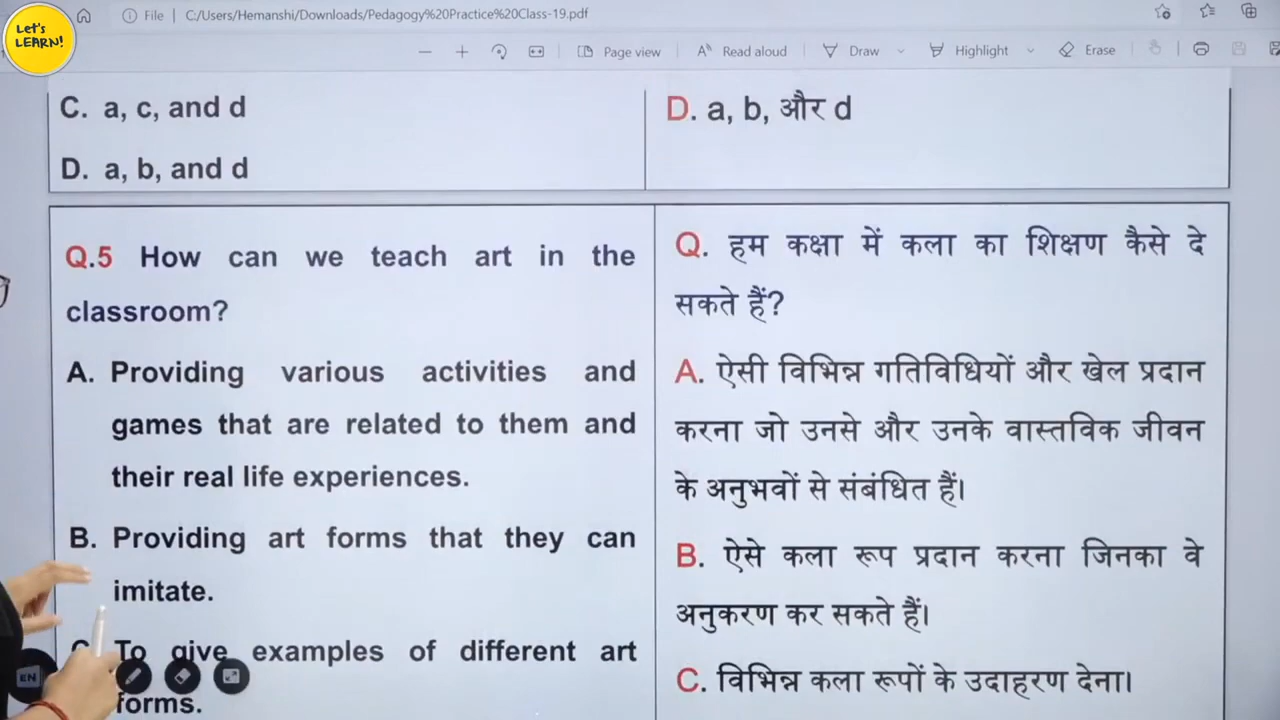 Let's
LEARN!
File
C:/Users/Hemanshi/Downloads/Pedagogy%20Practice%20Class-19.pdf
Page view
Read aloud
Draw
Highlight
Erase
C. a, c, and d
D. a, b, and d
D. a, b, और d
Q.5 How can we teach art in the
classroom?
A. Providing various activities and
games that are related to them and
their real life experiences.
B. Providing art forms that they can
imitate.
To give examples of different art
forms.
Q. हम कक्षा में कला का शिक्षण कैसे दे
सकते हैं?
A. ऐसी विभिन्न गतिविधियों और खेल प्रदान
करना जो उनसे और उनके वास्तविक जीवन
के अनुभवों से संबंधित हैं।
B. ऐसे कला रूप प्रदान करना जिनका वे
अनुकरण कर सकते हैं।
C. विभिन्न कला रूपों के उदाहरण देना।
EN